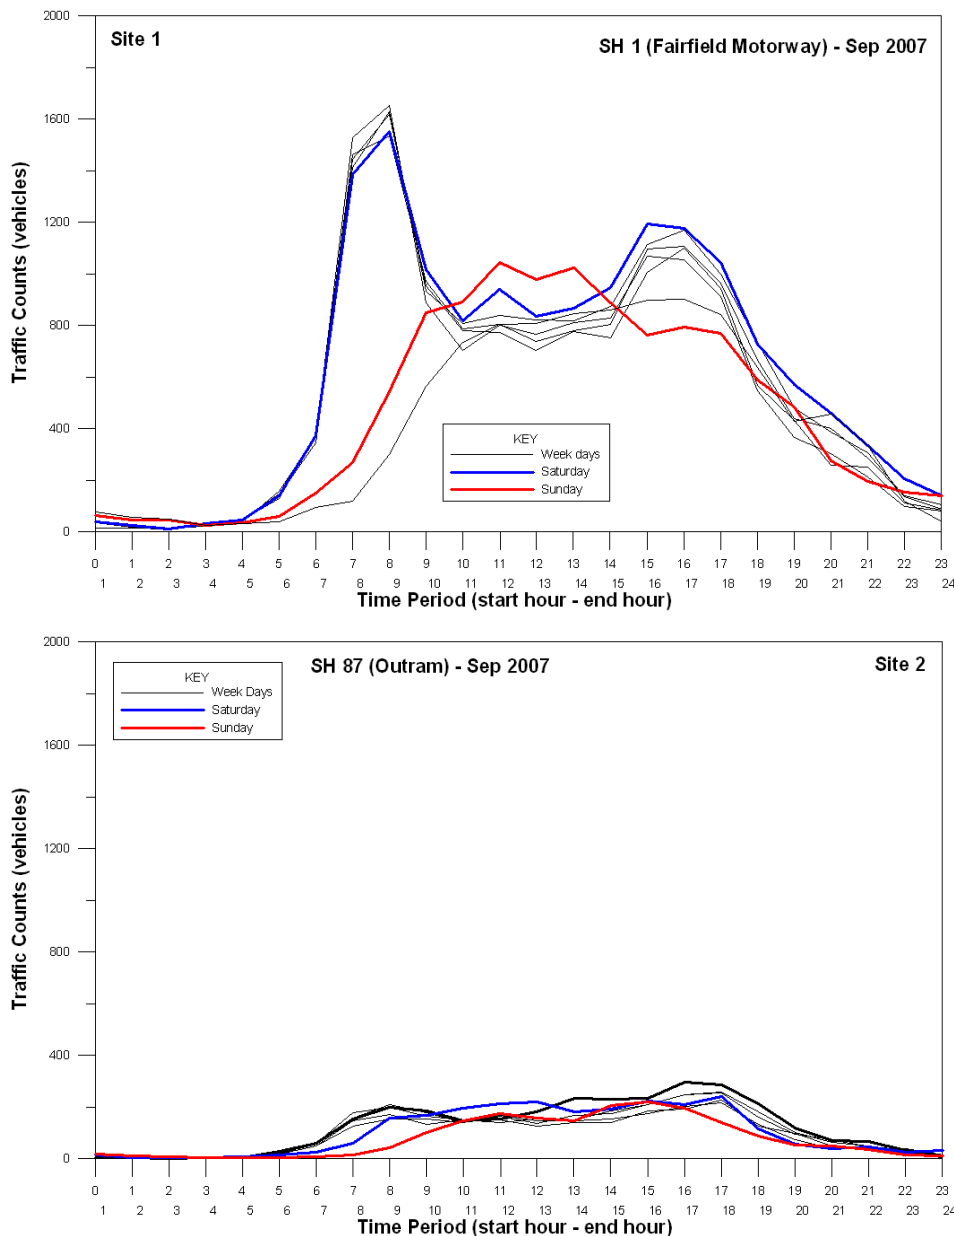 2000
Site 1
SH 1 (Fairfield Motorway) - Sep 2007
1600
1200
800
400
0
Traffic Counts (vehicles)
KEY
Week days
Saturday
Sunday
0 1 2 3 4 5 6 7 8 9 10 11 12 13 14 15 16 17 18 19 20 21 22 23
1 2 3 4 5 6 7 8 9 10 11 12 13 14 15 16 17 18 19 20 21 22 23 24
Time Period (start hour - end hour)
2000
SH 87 (Outram) - Sep 2007
Site 2
KEY
Week Days
Saturday
Sunday
1600
1200
800
400
0
Traffic Counts (vehicles)
0 1 2 3 4 5 6 7 8 9 10 11 12 13 14 15 16 17 18 19 20 21 22 23
1 2 3 4 5 6 7 8 9 10 11 12 13 14 15 16 17 18 19 20 21 22 23 24
Time Period (start hour - end hour)